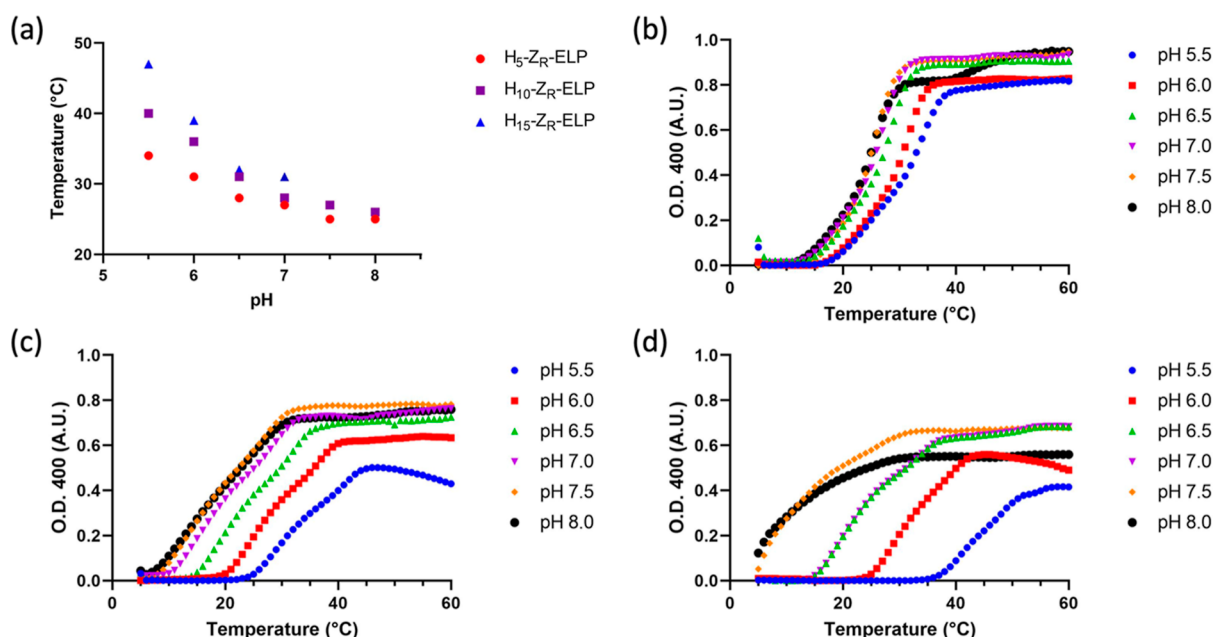 (a)
50
40
30
20
Temperature (°C)
5
6
7
8
pH
H5-ZR-ELP
H10-ZR-ELP
H15-ZR-ELP
(b)
1.0
0.8
0.6
0.4
0.2
0.0
O.D. 400 (A.U.)
0
20
40
60
Temperature (°C)
pH 5.5
pH 6.0
pH 6.5
pH 7.0
pH 7.5
pH 8.0
(c)
1.0
0.8
0.6
0.4
0.2
0.0
O.D. 400 (A.U.)
0
20
40
60
Temperature (°C)
pH 5.5
pH 6.0
pH 6.5
pH 7.0
pH 7.5
pH 8.0
(d)
1.0
0.8
0.6
0.4
0.2
0.0
O.D. 400 (A.U.)
0
20
40
60
Temperature (°C)
pH 5.5
pH 6.0
pH 6.5
pH 7.0
pH 7.5
pH 8.0